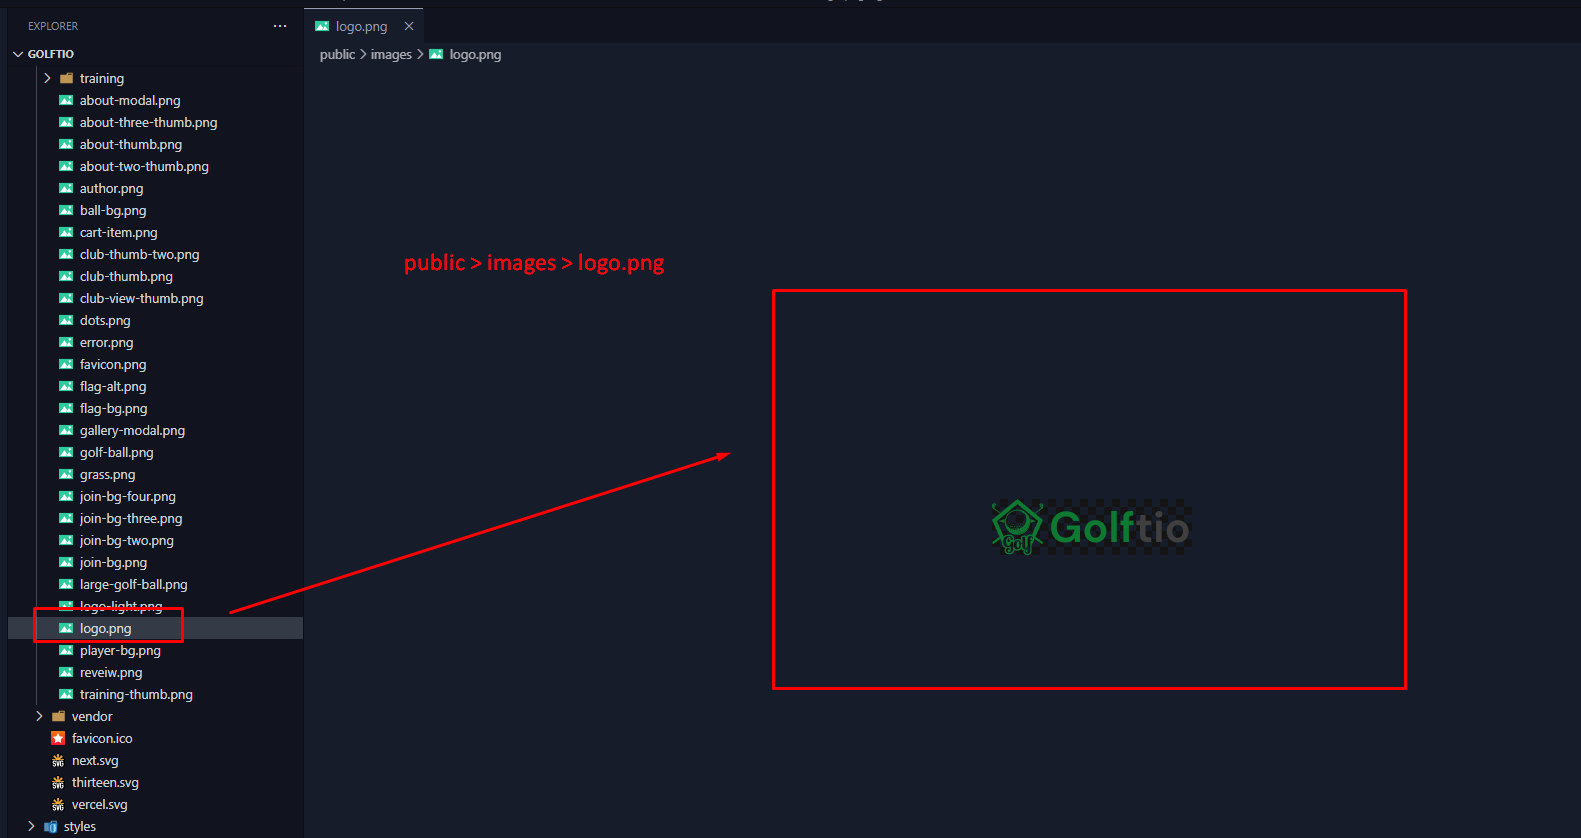 EXPLORER
GOLFTIO
training
about-modal.png
about-three-thumb.png
about-thumb.png
about-two-thumb.png
author.png
ball-bg.png
cart-item.png
club-thumb-two.png
club-thumb.png
club-view-thumb.png
dots.png
error.png
favicon.png
flag-alt.png
flag-bg.png
gallery-modal.png
golf-ball.png
grass.png
join-bg-four.png
join-bg-three.png
join-bg-two.png
join-bg.png
large-golf-ball.png
logo-light.png
logo.png
player-bg.png
reveiw.png
training-thumb.png
vendor
favicon.ico
SVG next.svg
SVG thirteen.svg
SVG vercel.svg
styles
logo.png
public > images > logo.png
public > images > logo.png
Golf Golftio